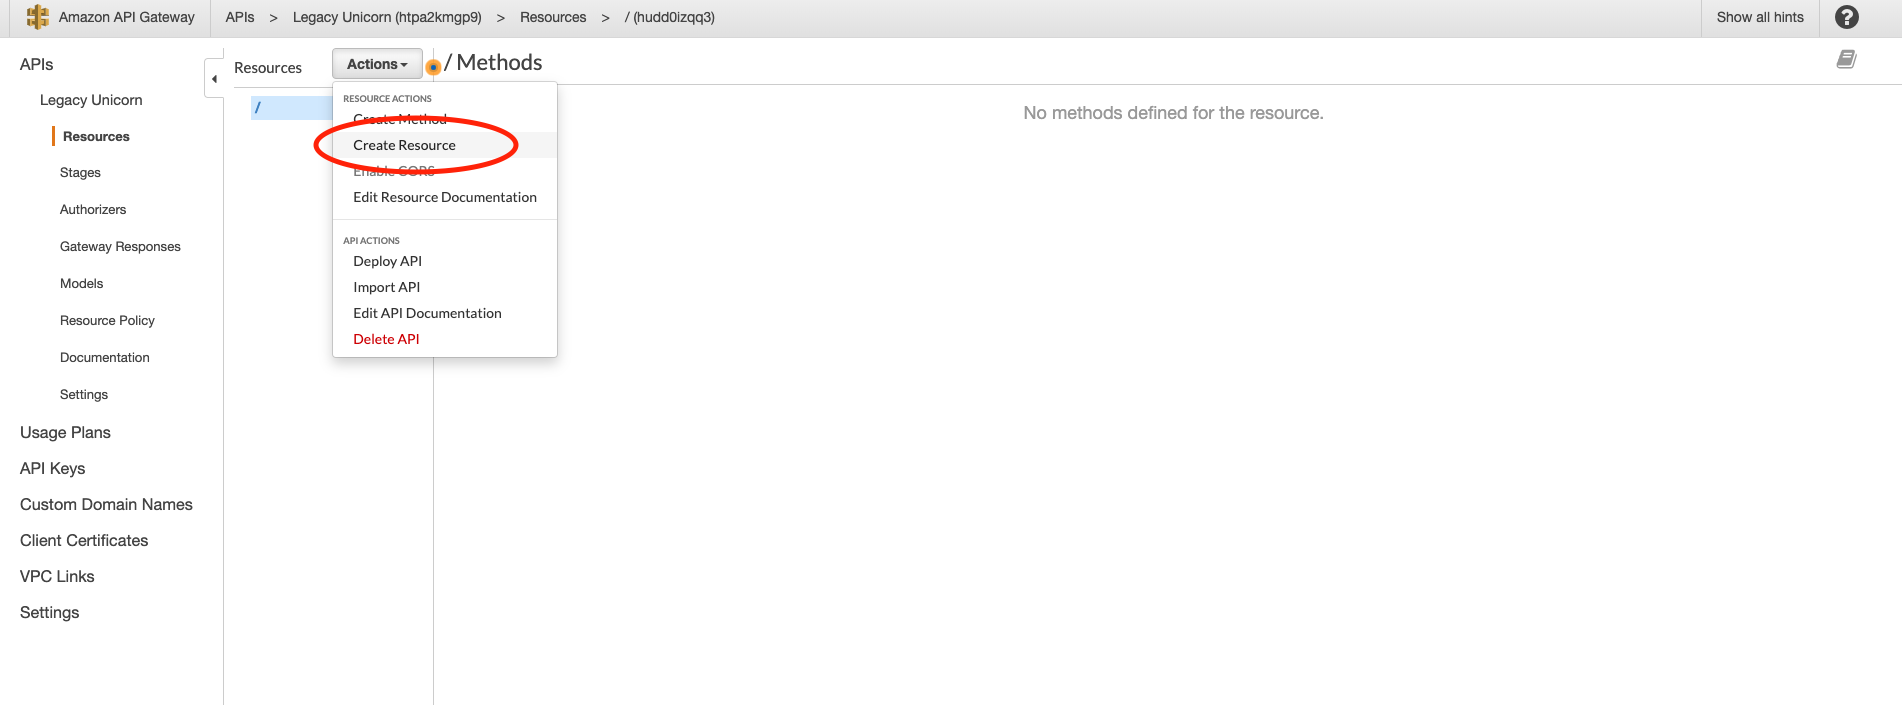 Amazon API Gateway
APIs > Legacy Unicorn (htpa2kmgp9) > Resources > / (hudd0izqq3)
Show all hints
?
APIs
Legacy Unicorn
Resources
Stages
Authorizers
Gateway Responses
Models
Resource Policy
Documentation
Settings
Usage Plans
API Keys
Custom Domain Names
Client Certificates
VPC Links
Settings
Resources
Actions
/
RESOURCE ACTIONS
Create Method
Create Resource
Enable CORS
Edit Resource Documentation
API ACTIONS
Deploy API
Import API
Edit API Documentation
Delete API
/ Methods
No methods defined for the resource.